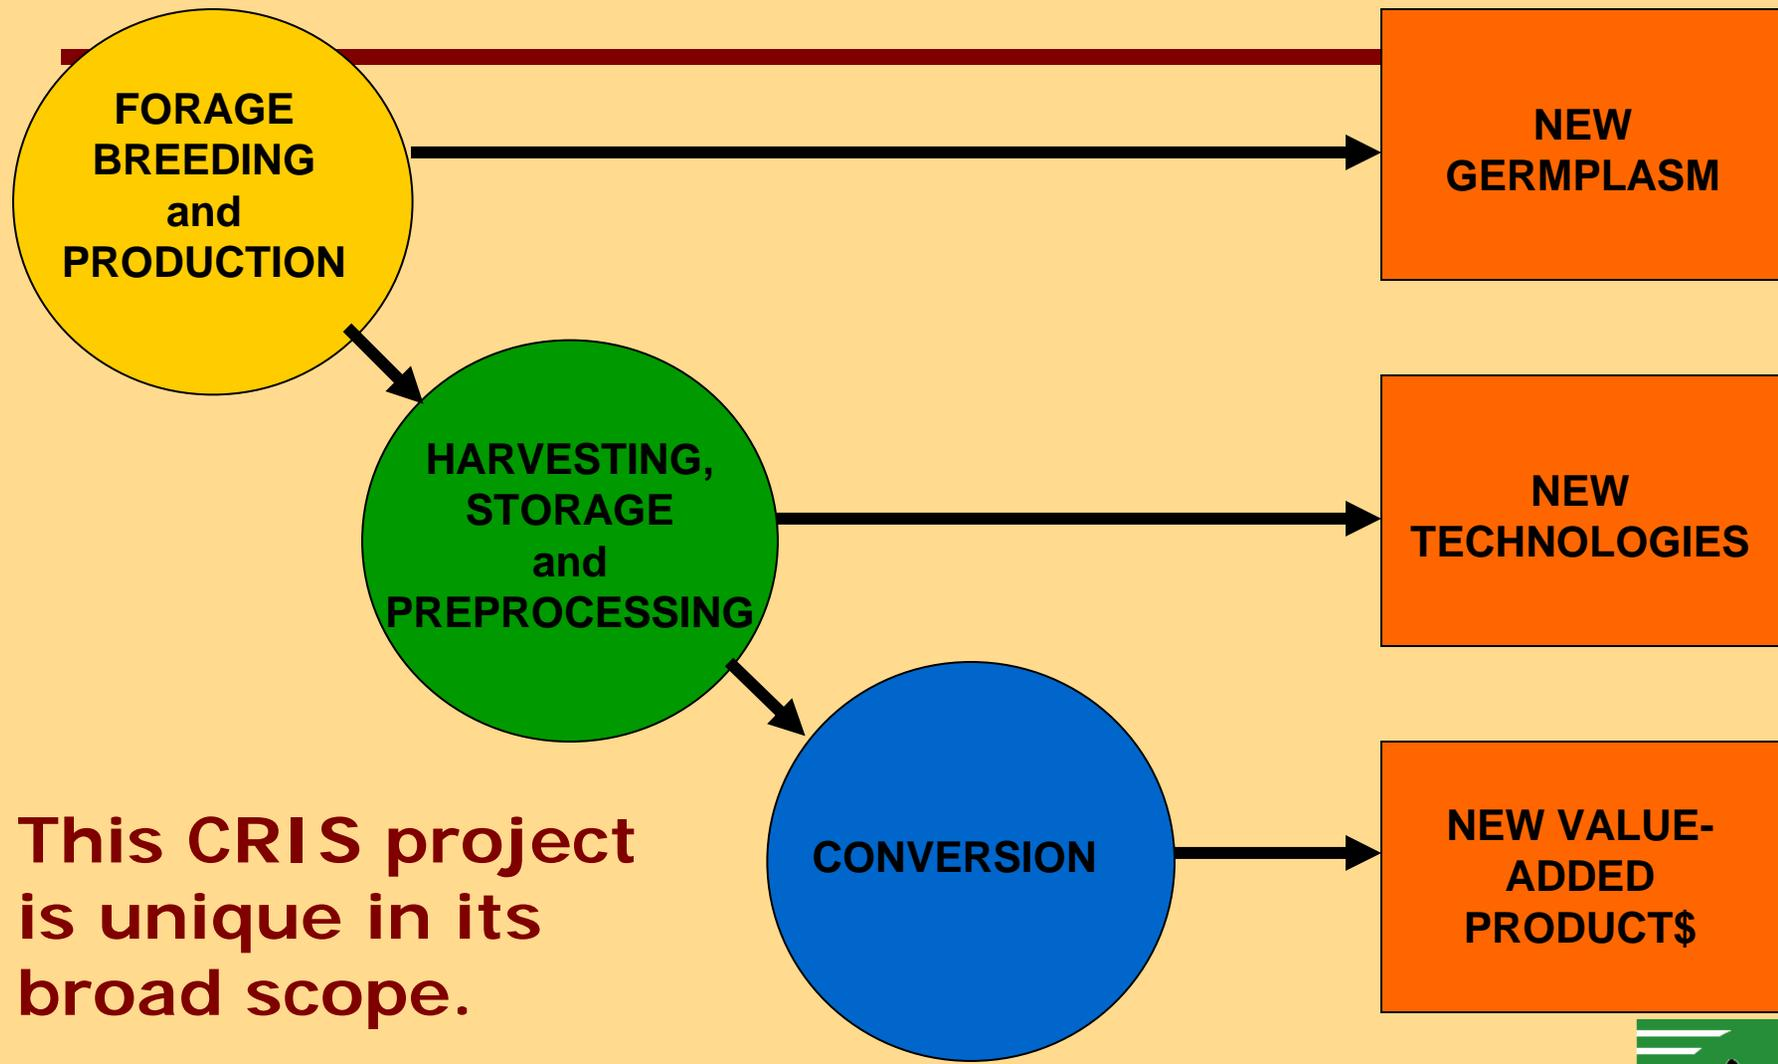 FORAGE
BREEDING
and
PRODUCTION
NEW
GERMPLASM
HARVESTING,
STORAGE
and
PREPROCESSING
NEW
TECHNOLOGIES
CONVERSION
NEW VALUE-
ADDED
PRODUCT$
This CRIS project
is unique in its
broad scope.